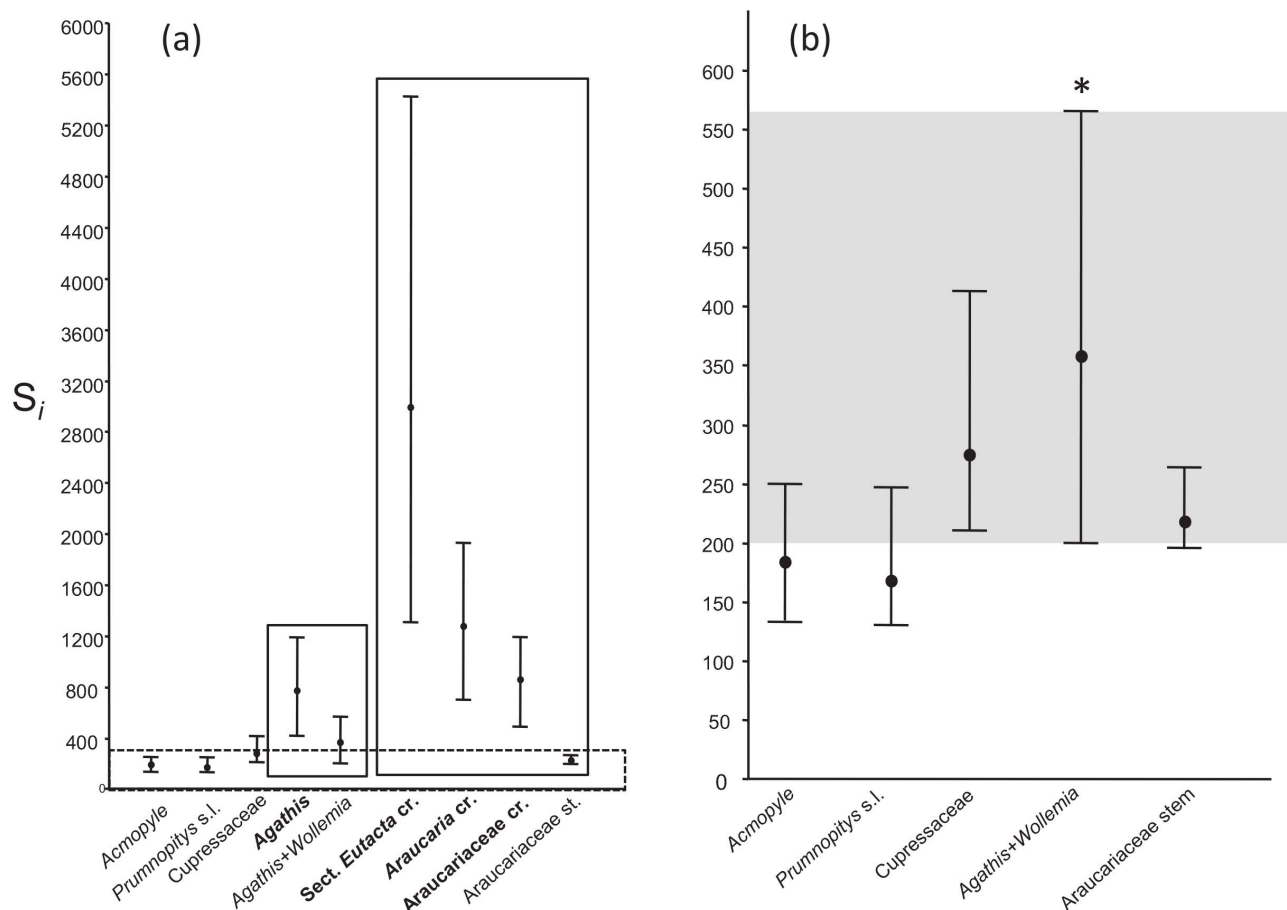 (a)
6000
5600
5200
4800
4400
4000
3600
3200
2800
2400
2000
1600
1200
800
400
0
S_i
Acmopyle
Prumnopitys s.l.
Cupressaceae
Agathis
Agathis+Wollemia
Sect. Eutacta cr.
Araucaria cr.
Araucariaceae cr.
Araucariaceae st.
(b)
*
600
550
500
450
400
350
300
250
200
150
100
50
0
Acmopyle
Prumnopitys s.l.
Cupressaceae
Agathis+Wollemia
Araucariaceae stem